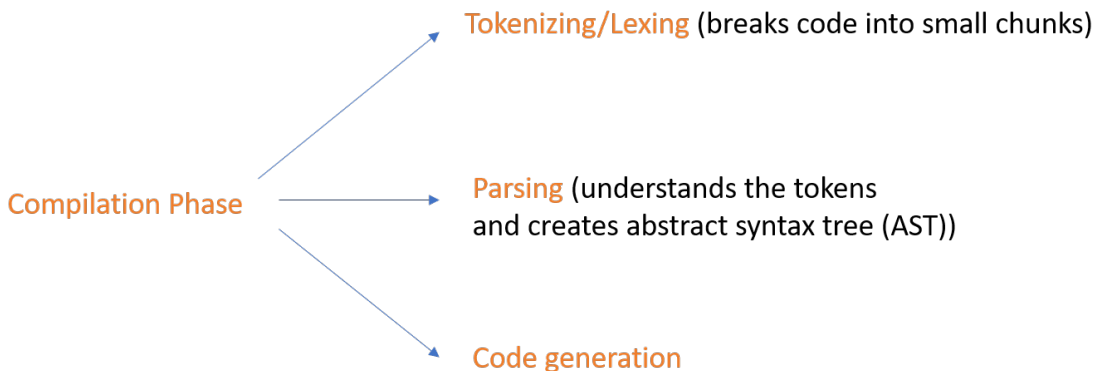 Tokenizing/Lexing (breaks code into small chunks)
Compilation Phase
Parsing (understands the tokens
and creates abstract syntax tree (AST))
Code generation